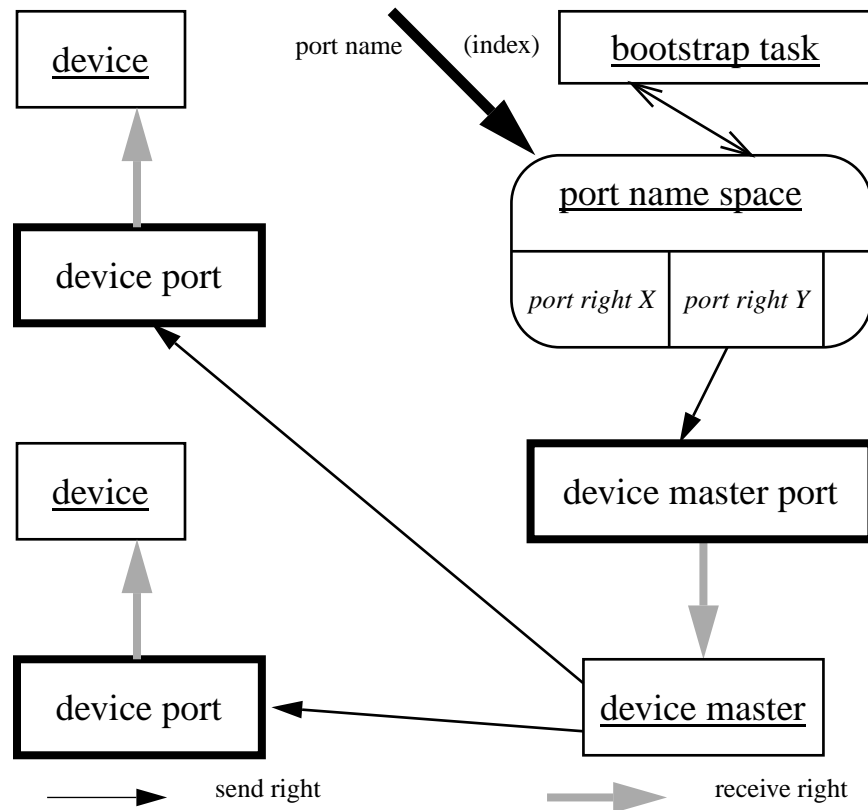 port name (index)
bootstrap task
device
port name space
device port
port right X
port right Y
device
device master port
device port
device master
send right
receive right